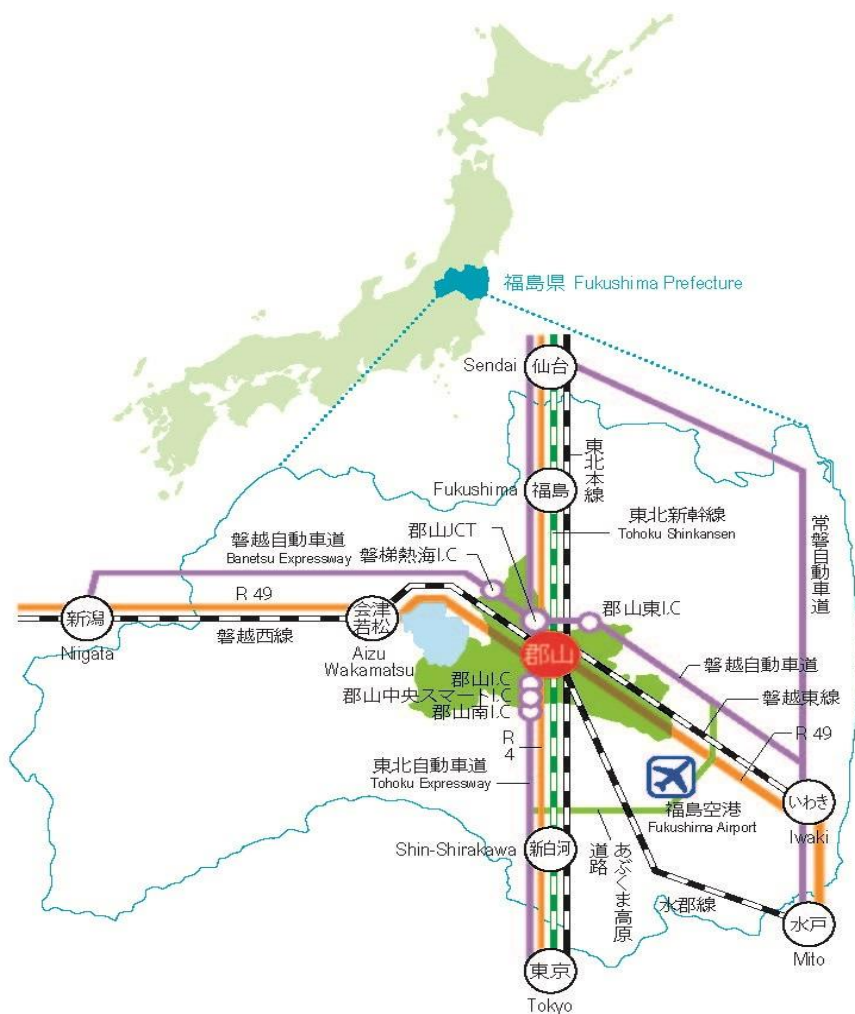 福島県 Fukushima Prefecture
Sendai
仙台
東北本線
Fukushima
福島
東北新幹線
Tohoku Shinkansen
常磐自動車道
郡山JCT
磐越自動車道
Banetsu Expressway
磐梯熱海I.C
R 49
郡山東I.C
新潟
Niigata
磐越西線
会津
若松
Aizu
Wakamatsu
郡山
磐越自動車道
郡山I.C
郡山中央スマートI.C
郡山南I.C
磐越東線
R 49
R
4
東北自動車道
Tohoku Expressway
福島空港
Fukushima Airport
いわき
Iwaki
Shin-Shirakawa
新白河
あぶくま高原
道路
水郡線
水戸
Mito
東京
Tokyo